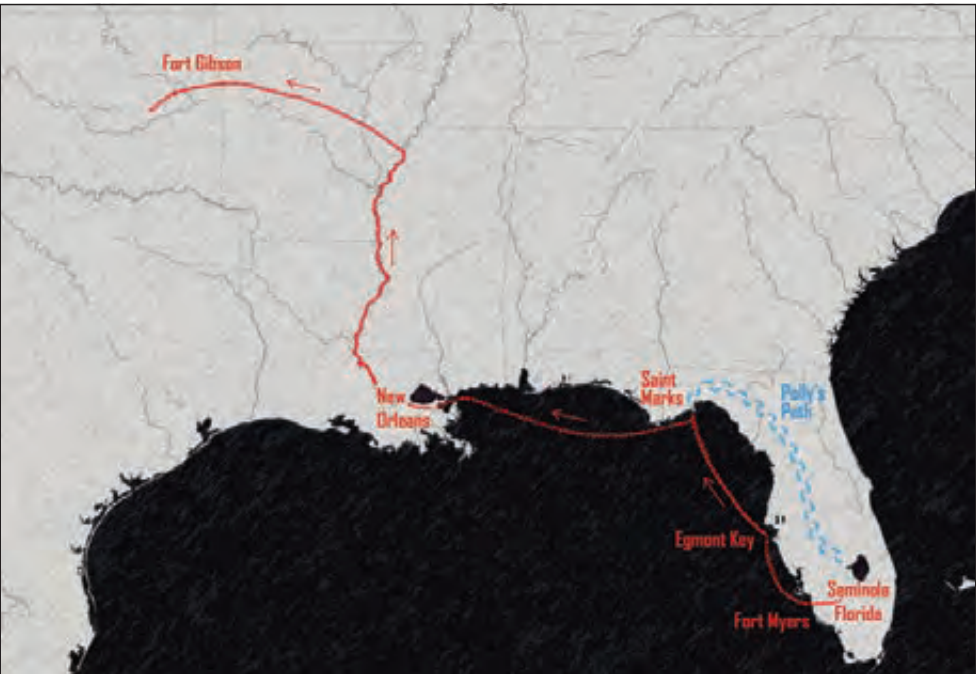 Fort Gibson
Saint
Marks
Polly's
Path
New
Orleans
Egmont Key
Seminole
Florida
Fort Myers